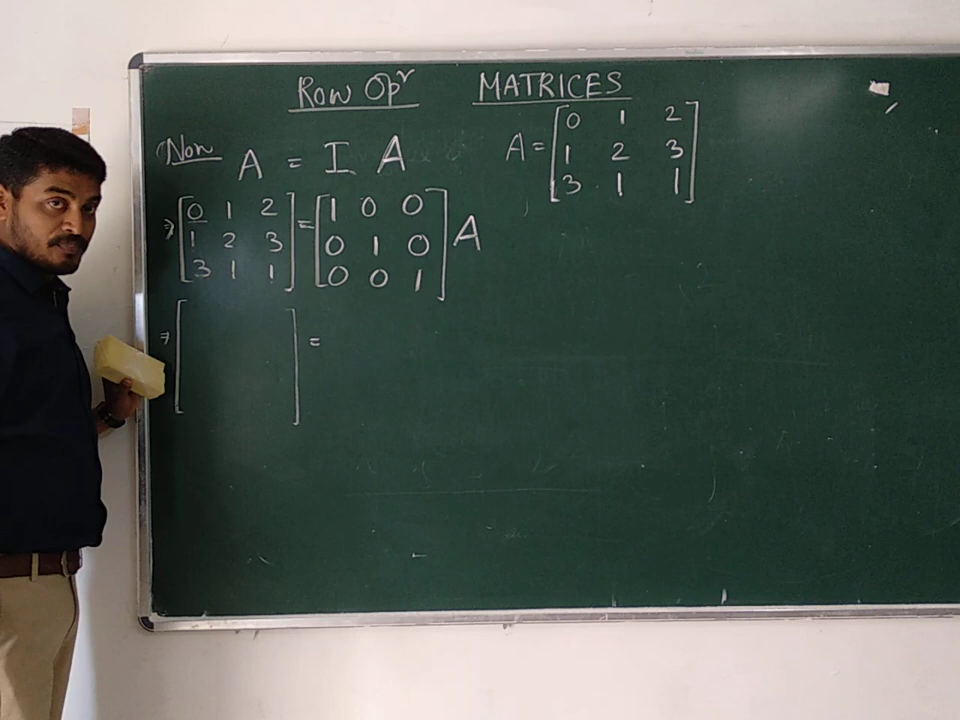 Row Opʳ MATRICES
Now A = I A
A = [0 1 2
1 2 3
3 1 1]
⇒ [0 1 2
1 2 3
3 1 1] = [1 0 0
0 1 0
0 0 1] A
⇒ [ ] =